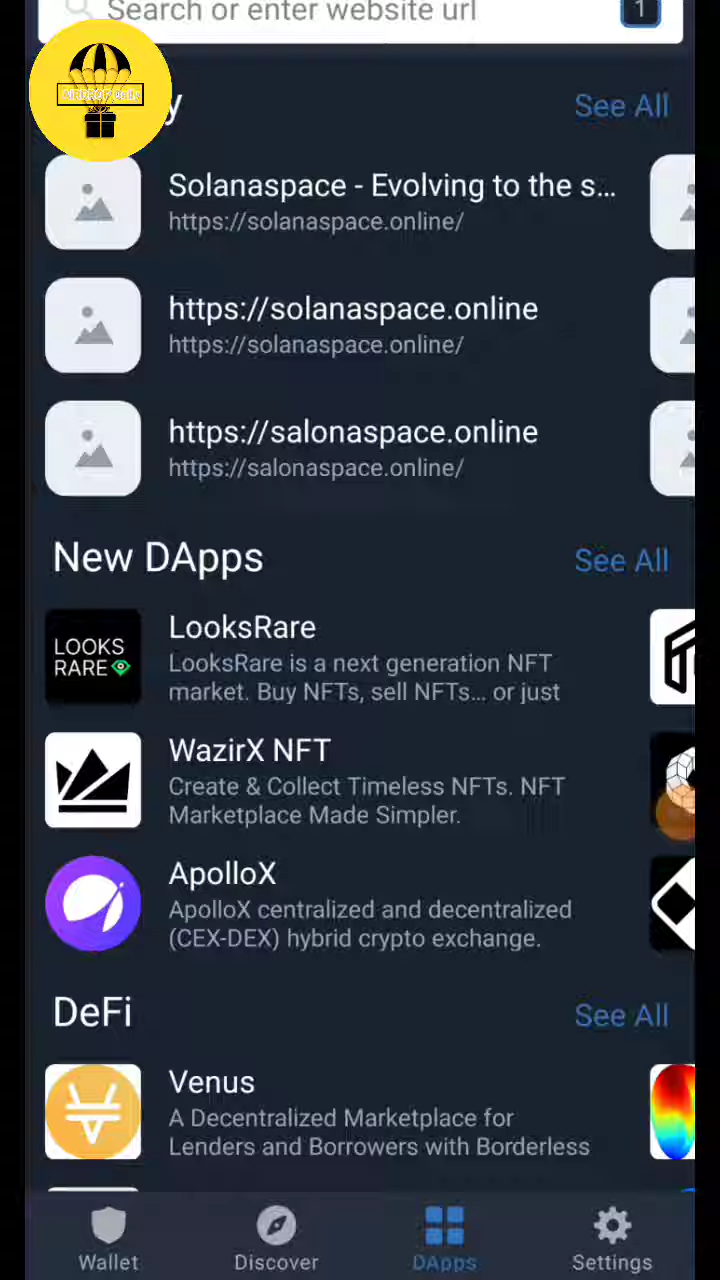 Search or enter website url
1
y
See All
Solanaspace - Evolving to the s...
https://solanaspace.online/
https://solanaspace.online
https://solanaspace.online/
https://salonaspace.online
https://salonaspace.online/
New DApps
See All
LOOKS
RARE
LooksRare
LooksRare is a next generation NFT
market. Buy NFTs, sell NFTs... or just
WazirX NFT
Create & Collect Timeless NFTs. NFT
Marketplace Made Simpler.
ApolloX
ApolloX centralized and decentralized
(CEX-DEX) hybrid crypto exchange.
DeFi
See All
Venus
A Decentralized Marketplace for
Lenders and Borrowers with Borderless
Wallet
Discover
DApps
Settings